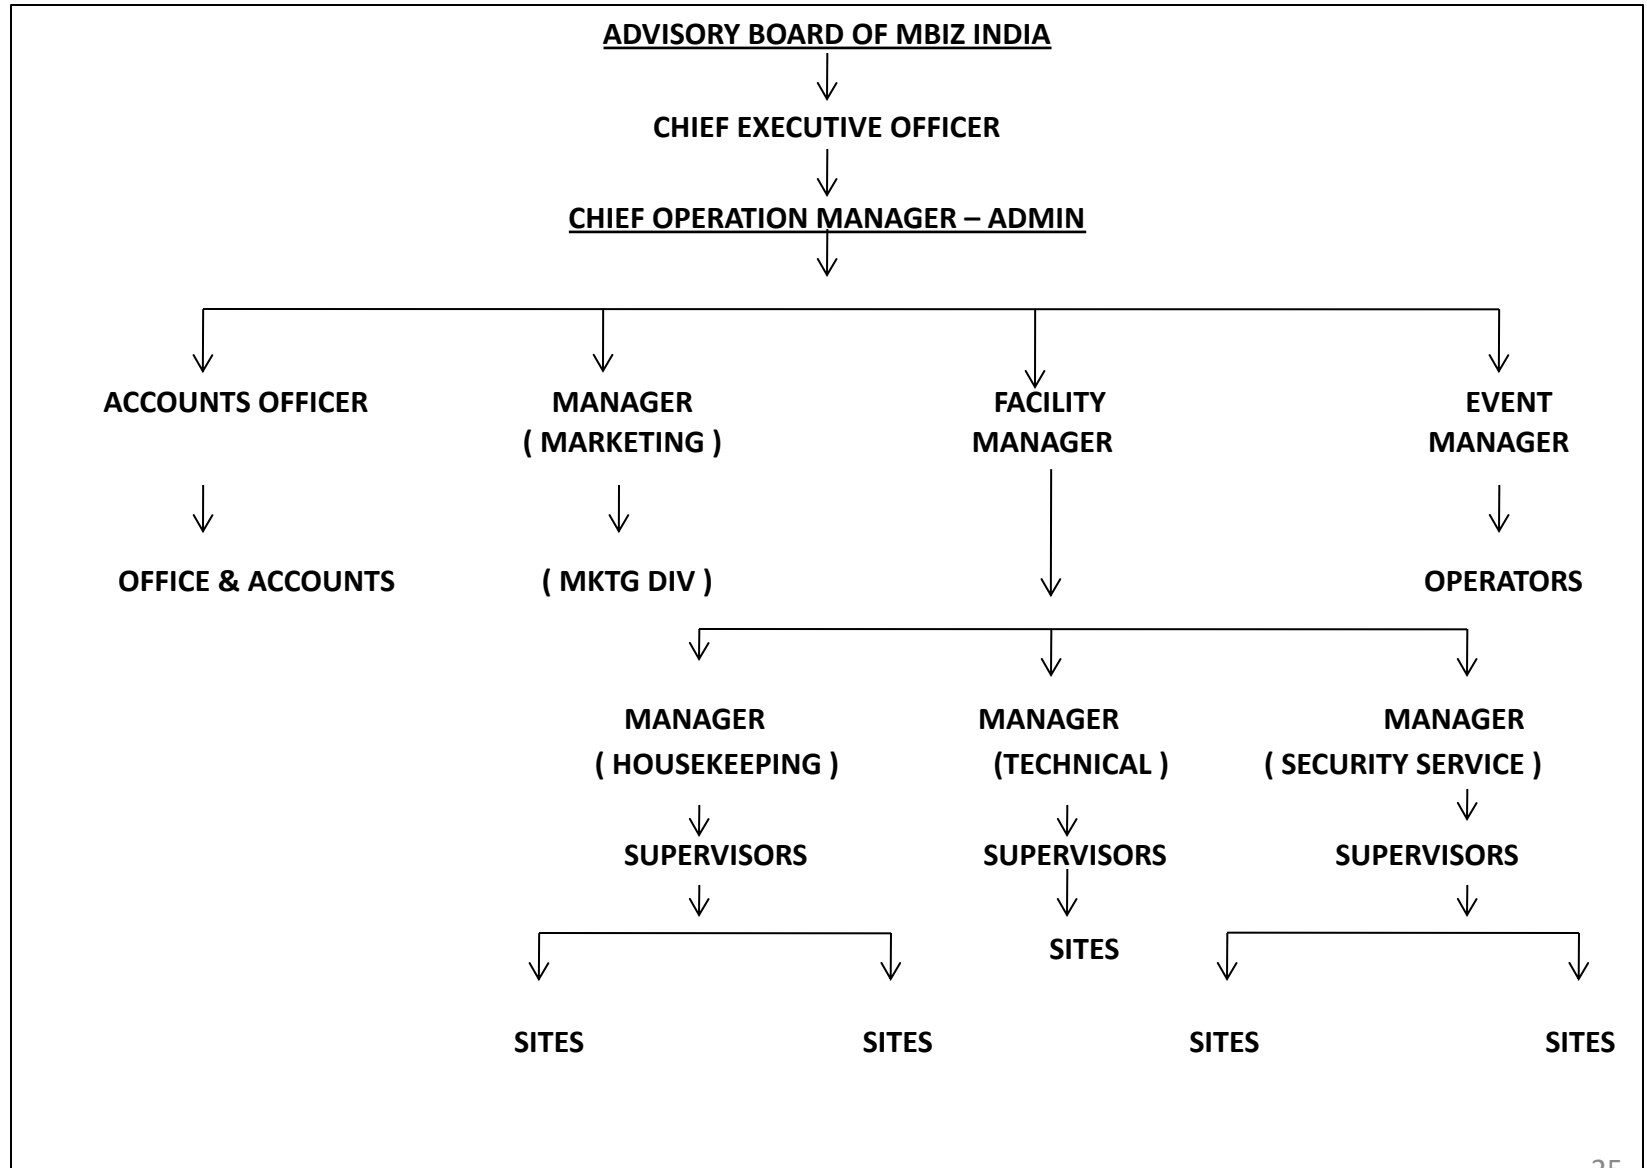 ADVISORY BOARD OF MBIZ INDIA
CHIEF EXECUTIVE OFFICER
CHIEF OPERATION MANAGER – ADMIN
ACCOUNTS OFFICER
MANAGER
( MARKETING )
FACILITY
MANAGER
EVENT
MANAGER
OFFICE & ACCOUNTS
( MKTG DIV )
OPERATORS
MANAGER
( HOUSEKEEPING )
MANAGER
(TECHNICAL )
MANAGER
( SECURITY SERVICE )
SUPERVISORS
SUPERVISORS
SUPERVISORS
SITES
SITES
SITES
SITES
SITES